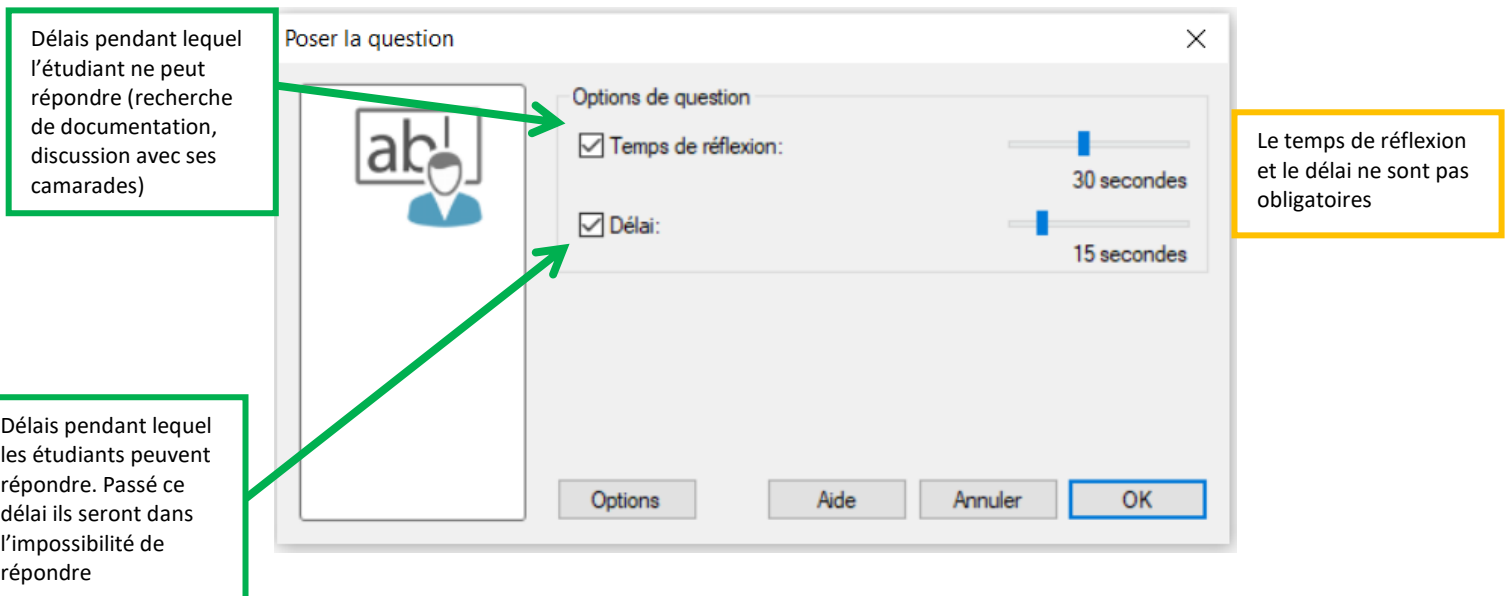 Délais pendant lequel
l’étudiant ne peut
répondre (recherche
de documentation,
discussion avec ses
camarades)
Poser la question
ab
Options de question
Temps de réflexion:
30 secondes
Délai:
15 secondes
Le temps de réflexion
et le délai ne sont pas
obligatoires
Délais pendant lequel
les étudiants peuvent
répondre. Passé ce
délai ils seront dans
l’impossibilité de
répondre
Options
Aide
Annuler
OK